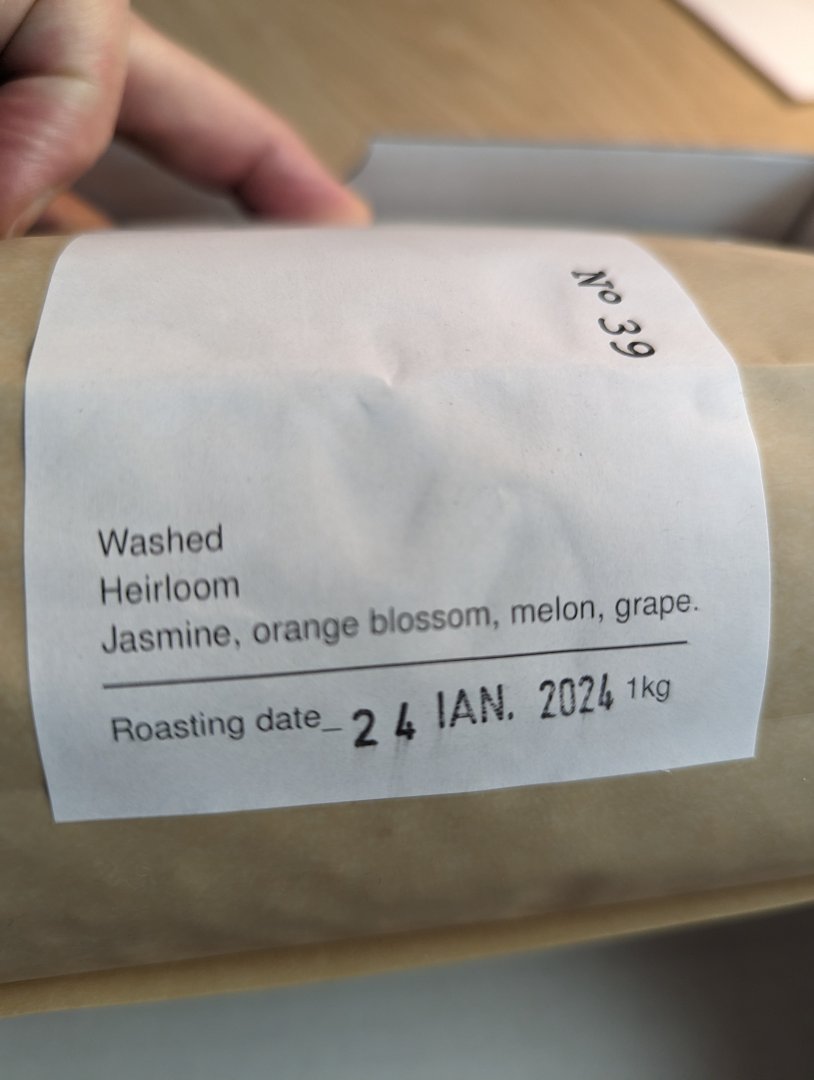 Nº 39
Washed
Heirloom
Jasmine, orange blossom, melon, grape.
Roasting date_ 24 IAN. 2024 1kg